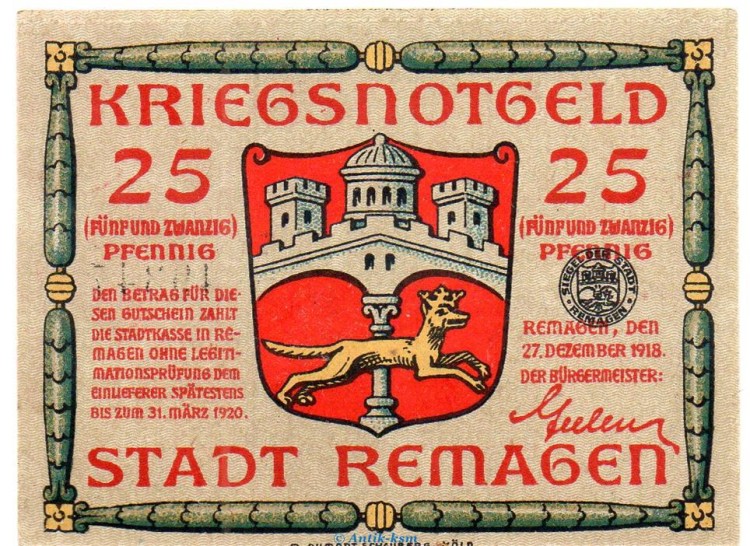 KRIEGSNOTGELD
25
(FÜNFUND ZWANZIG)
PFENNIG
DEN BETRAG FÜR DIE-
SEN GUTSCHEIN ZAHLT
DIE STADTKASSE IN RE-
MAGEN OHNE LEGITI-
MATIONSPRÜFUNG DEM
EINLIEFERER SPÄTESTENS
BIS ZUM 31. MÄRZ 1920.
25
(FÜNFUND ZWANZIG)
PFENNIG
SIEGEL DER STADT
REMAGEN
REMAGEN, DEN
27. DEZEMBER 1918.
DER BÜRGERMEISTER:
STADT REMAGEN
© Antik-ksm